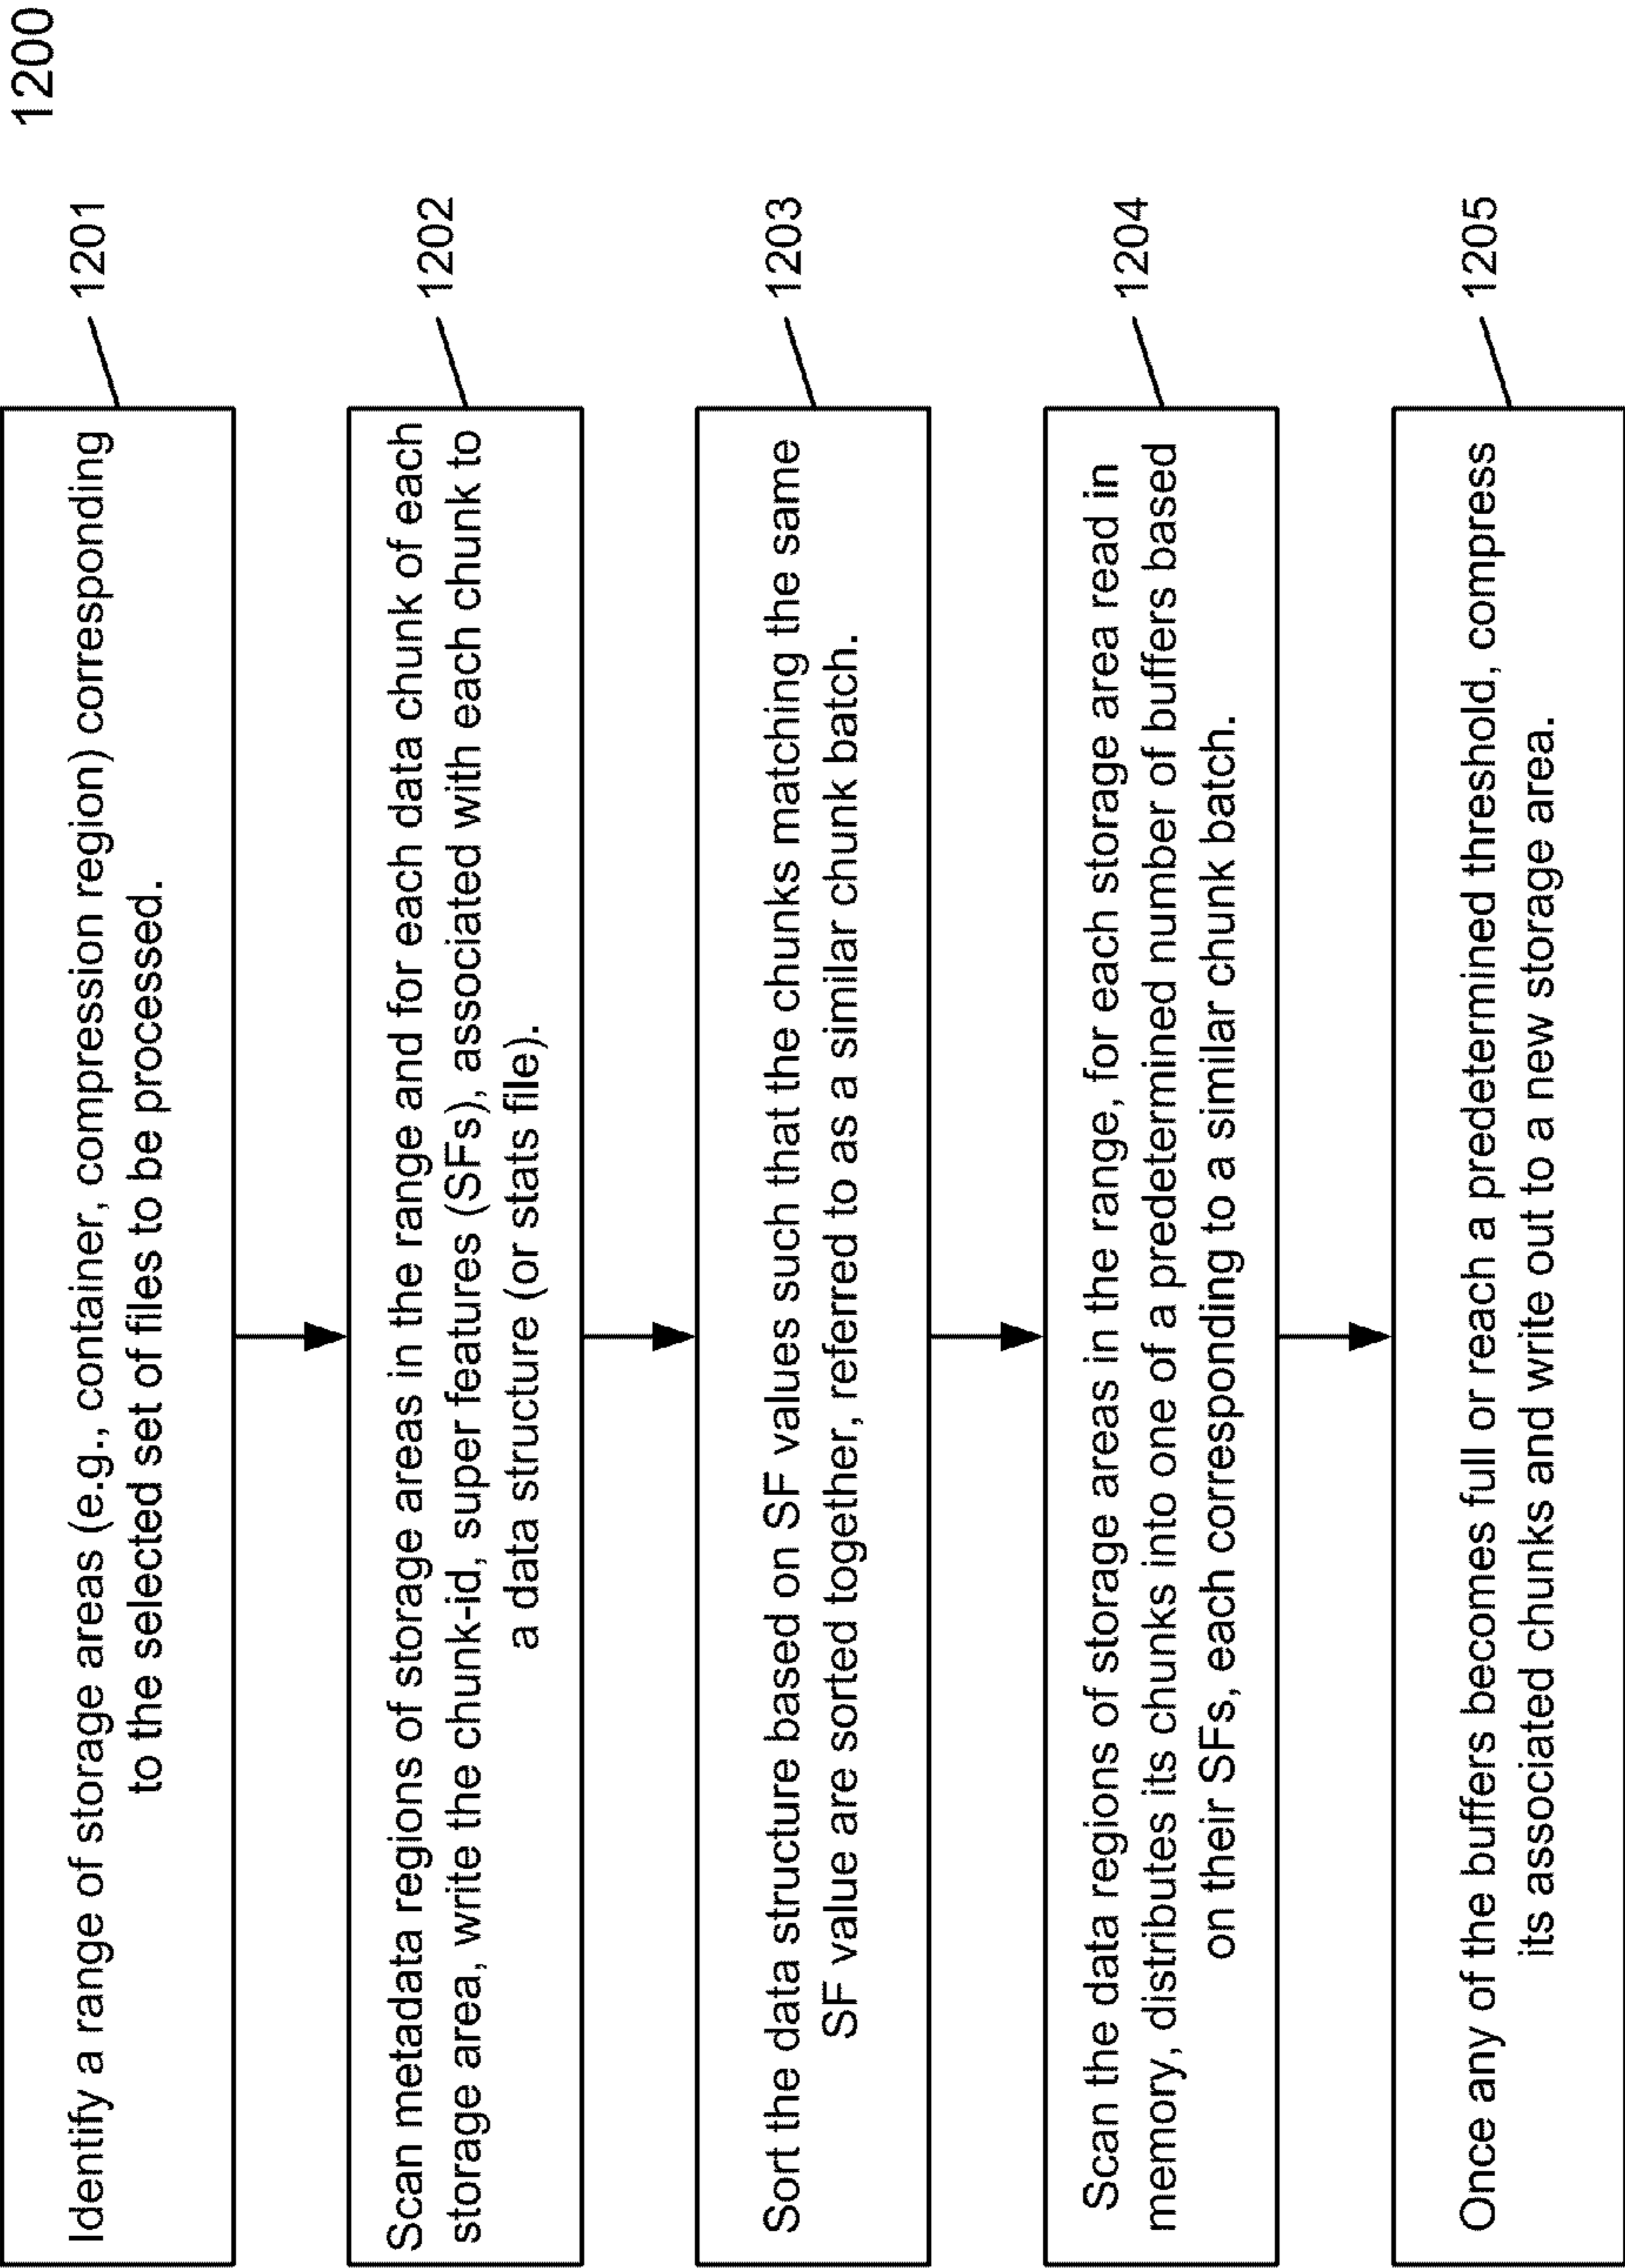 1200
Identify a range of storage areas (e.g., container, compression region) corresponding
to the selected set of files to be processed.
1201
Scan metadata regions of storage areas in the range and for each data chunk of each
storage area, write the chunk-id, super features (SFs), associated with each chunk to
a data structure (or stats file).
1202
Sort the data structure based on SF values such that the chunks matching the same
SF value are sorted together, referred to as a similar chunk batch.
1203
Scan the data regions of storage areas in the range, for each storage area read in
memory, distributes its chunks into one of a predetermined number of buffers based
on their SFs, each corresponding to a similar chunk batch.
1204
Once any of the buffers becomes full or reach a predetermined threshold, compress
its associated chunks and write out to a new storage area.
1205